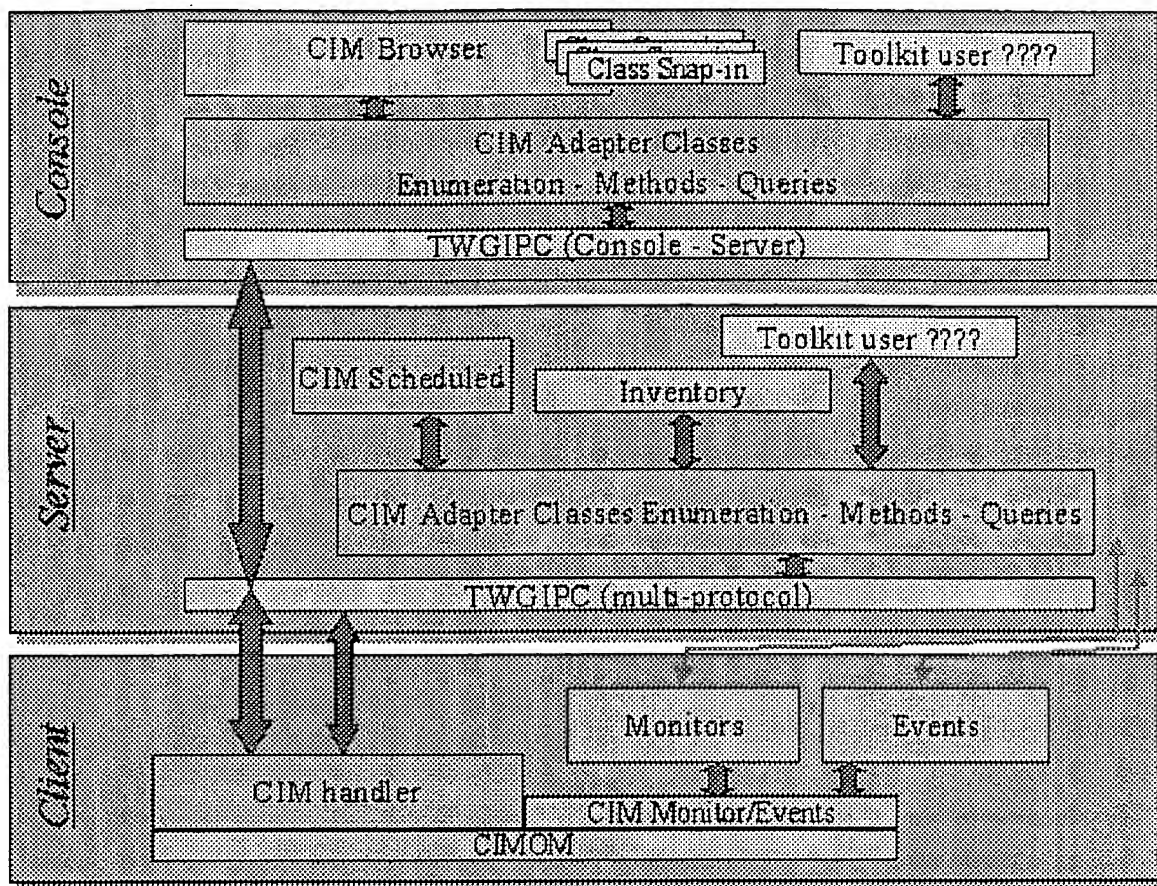 Console
CIM Browser
Class Snap-in
Toolkit user ????
CIM Adapter Classes
Enumeration - Methods - Queries
TWGIPC (Console - Server)
Server
Toolkit user ????
CIM Scheduled
Inventory
CIM Adapter Classes Enumeration - Methods - Queries
TWGIPC (multi-protocol)
Client
Monitors
Events
CIM handler
CIM Monitor/Events
CIMOM